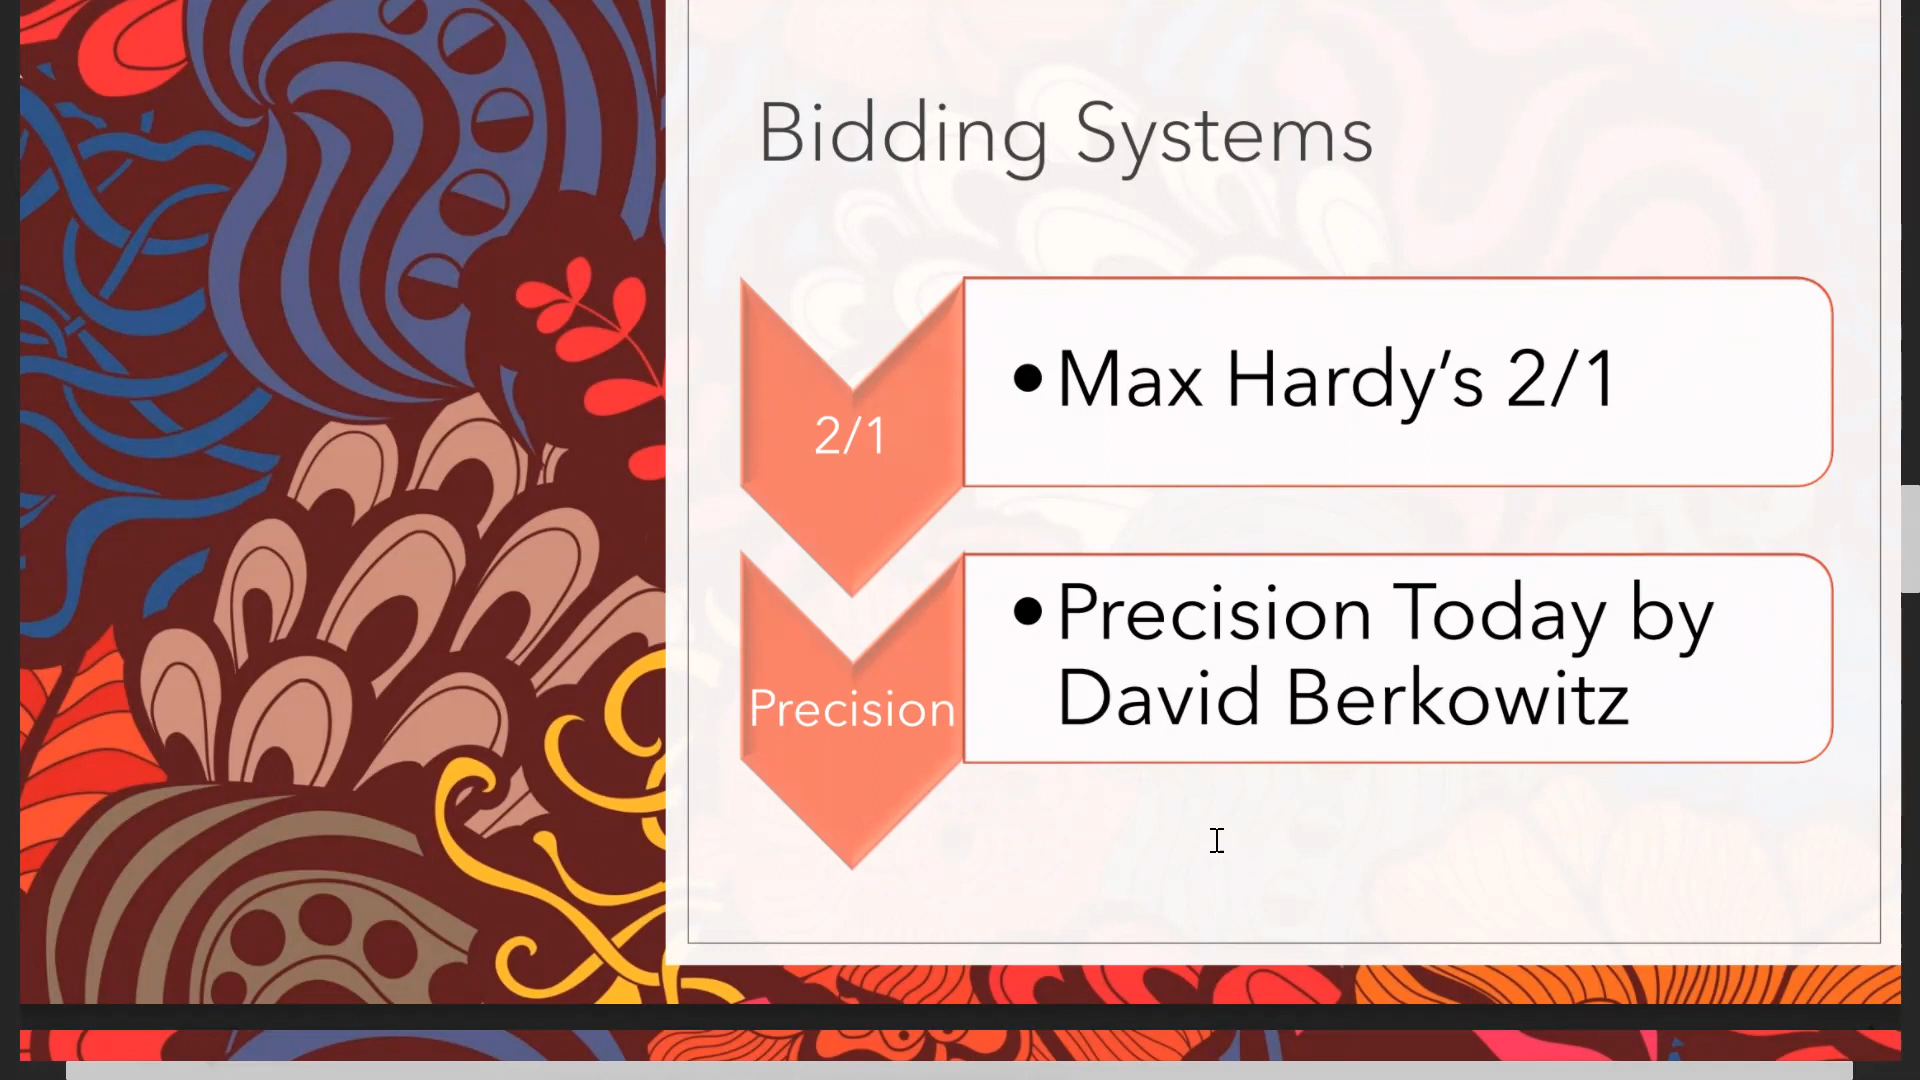 Bidding Systems
2/1
•Max Hardy’s 2/1
Precision
•Precision Today by
David Berkowitz